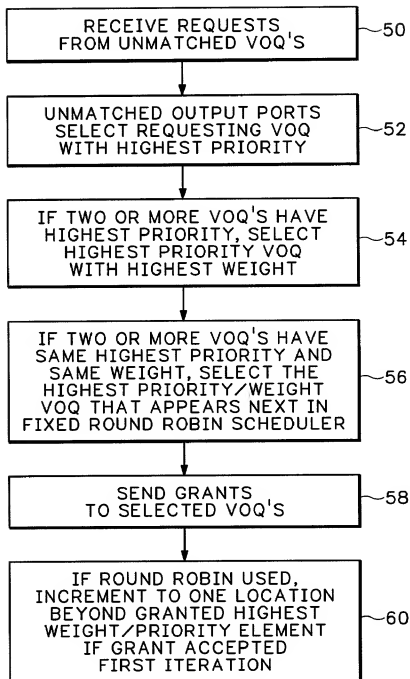 RECEIVE REQUESTS
FROM UNMATCHED VOQ'S
50
UNMATCHED OUTPUT PORTS
SELECT REQUESTING VOQ
WITH HIGHEST PRIORITY
52
IF TWO OR MORE VOQ'S HAVE
HIGHEST PRIORITY, SELECT
HIGHEST PRIORITY VOQ
WITH HIGHEST WEIGHT
54
IF TWO OR MORE VOQ'S HAVE
SAME HIGHEST PRIORITY AND
SAME WEIGHT, SELECT THE
HIGHEST PRIORITY/WEIGHT
VOQ THAT APPEARS NEXT IN
FIXED ROUND ROBIN SCHEDULER
56
SEND GRANTS
TO SELECTED VOQ'S
58
IF ROUND ROBIN USED,
INCREMENT TO ONE LOCATION
BEYOND GRANTED HIGHEST
WEIGHT/PRIORITY ELEMENT
IF GRANT ACCEPTED
FIRST ITERATION
60